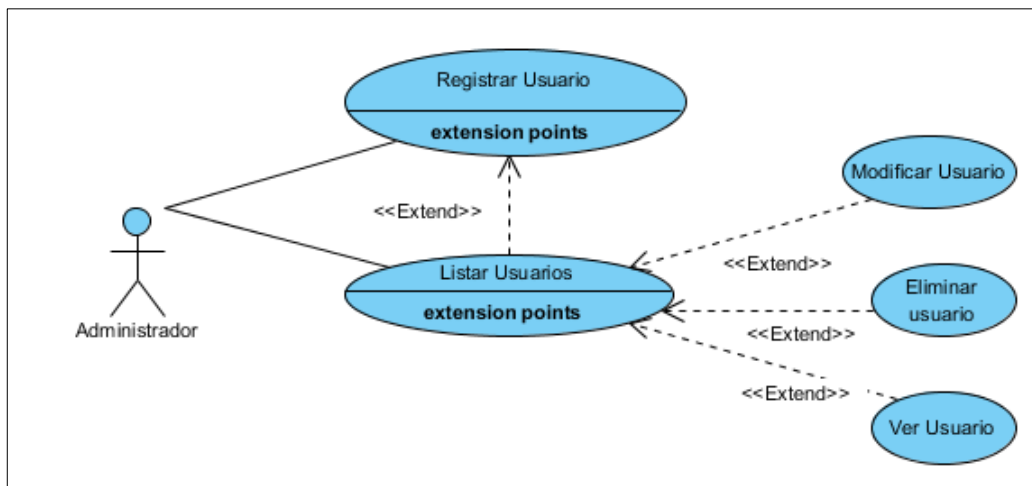 Registrar Usuario
extension points
<<Extend>>
Modificar Usuario
<<Extend>>
Listar Usuarios
extension points
Eliminar
usuario
<<Extend>>
Administrador
<<Extend>>
Ver Usuario